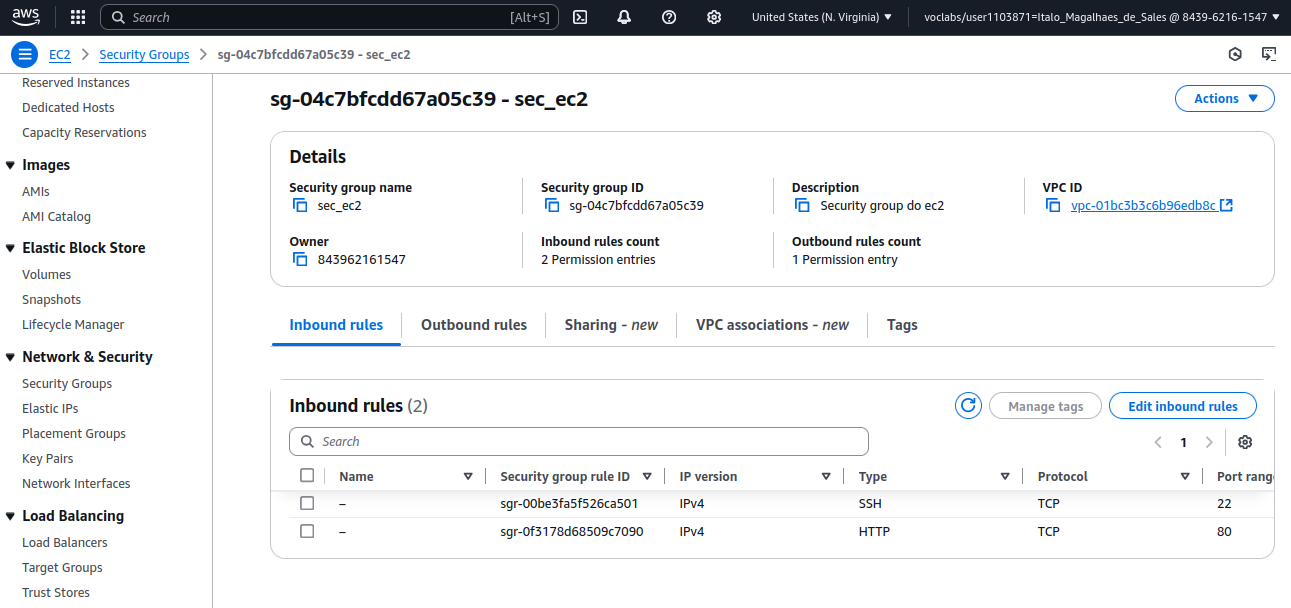 aws
Search [Alt+S]
United States (N. Virginia)
voclabs/user1103871=Italo_Magalhaes_de_Sales @ 8439-6216-1547
EC2 Security Groups sg-04c7bfcdd67a05c39 - sec_ec2
Reserved Instances
Dedicated Hosts
Capacity Reservations
Images
AMIs
AMI Catalog
Elastic Block Store
Volumes
Snapshots
Lifecycle Manager
Network & Security
Security Groups
Elastic IPs
Placement Groups
Key Pairs
Network Interfaces
Load Balancing
Load Balancers
Target Groups
Trust Stores
sg-04c7bfcdd67a05c39 - sec_ec2
Actions
Details
Security group name
sec_ec2
Security group ID
sg-04c7bfcdd67a05c39
Description
Security group do ec2
VPC ID
vpc-01bc3b3c6b96edb8c
Owner
843962161547
Inbound rules count
2 Permission entries
Outbound rules count
1 Permission entry
Inbound rules Outbound rules Sharing - new VPC associations - new Tags
Inbound rules (2)
Manage tags Edit inbound rules
Search
1
Name Security group rule ID IP version Type Protocol Port rang
– sgr-00be3fa5f526ca501 IPv4 SSH TCP 22
– sgr-0f3178d68509c7090 IPv4 HTTP TCP 80